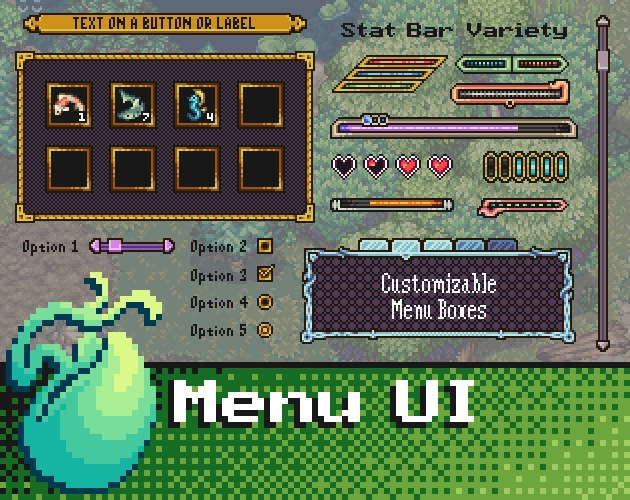 TEXT ON A BUTTON OR LABEL
Stat Bar Variety
1 7 4
Option 1
Option 2
Option 3
Option 4
Option 5
Customizable
Menu Boxes
Menu UI